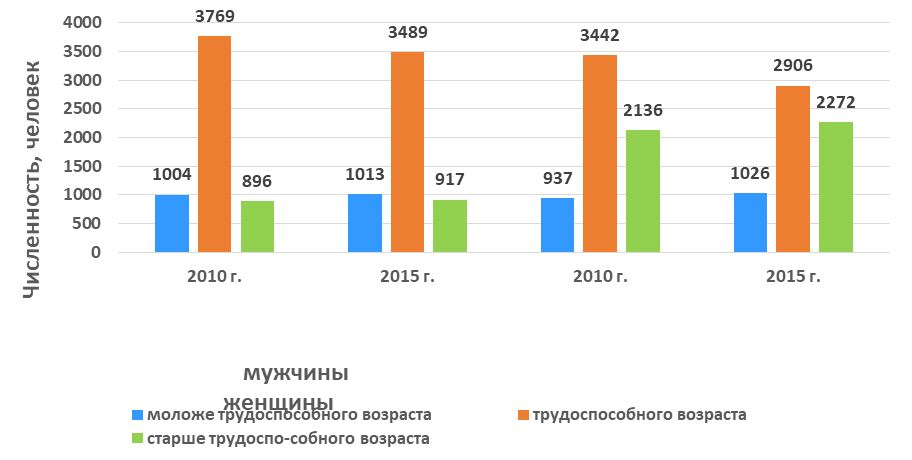 Численность, человек
4000
3500
3000
2500
2000
1500
1000
500
0
1004
3769
896
1013
3489
917
937
3442
2136
1026
2906
2272
2010 г.
2015 г.
2010 г.
2015 г.
мужчины
женщины
моложе трудоспособного возраста
трудоспособного возраста
старше трудоспо-собного возраста